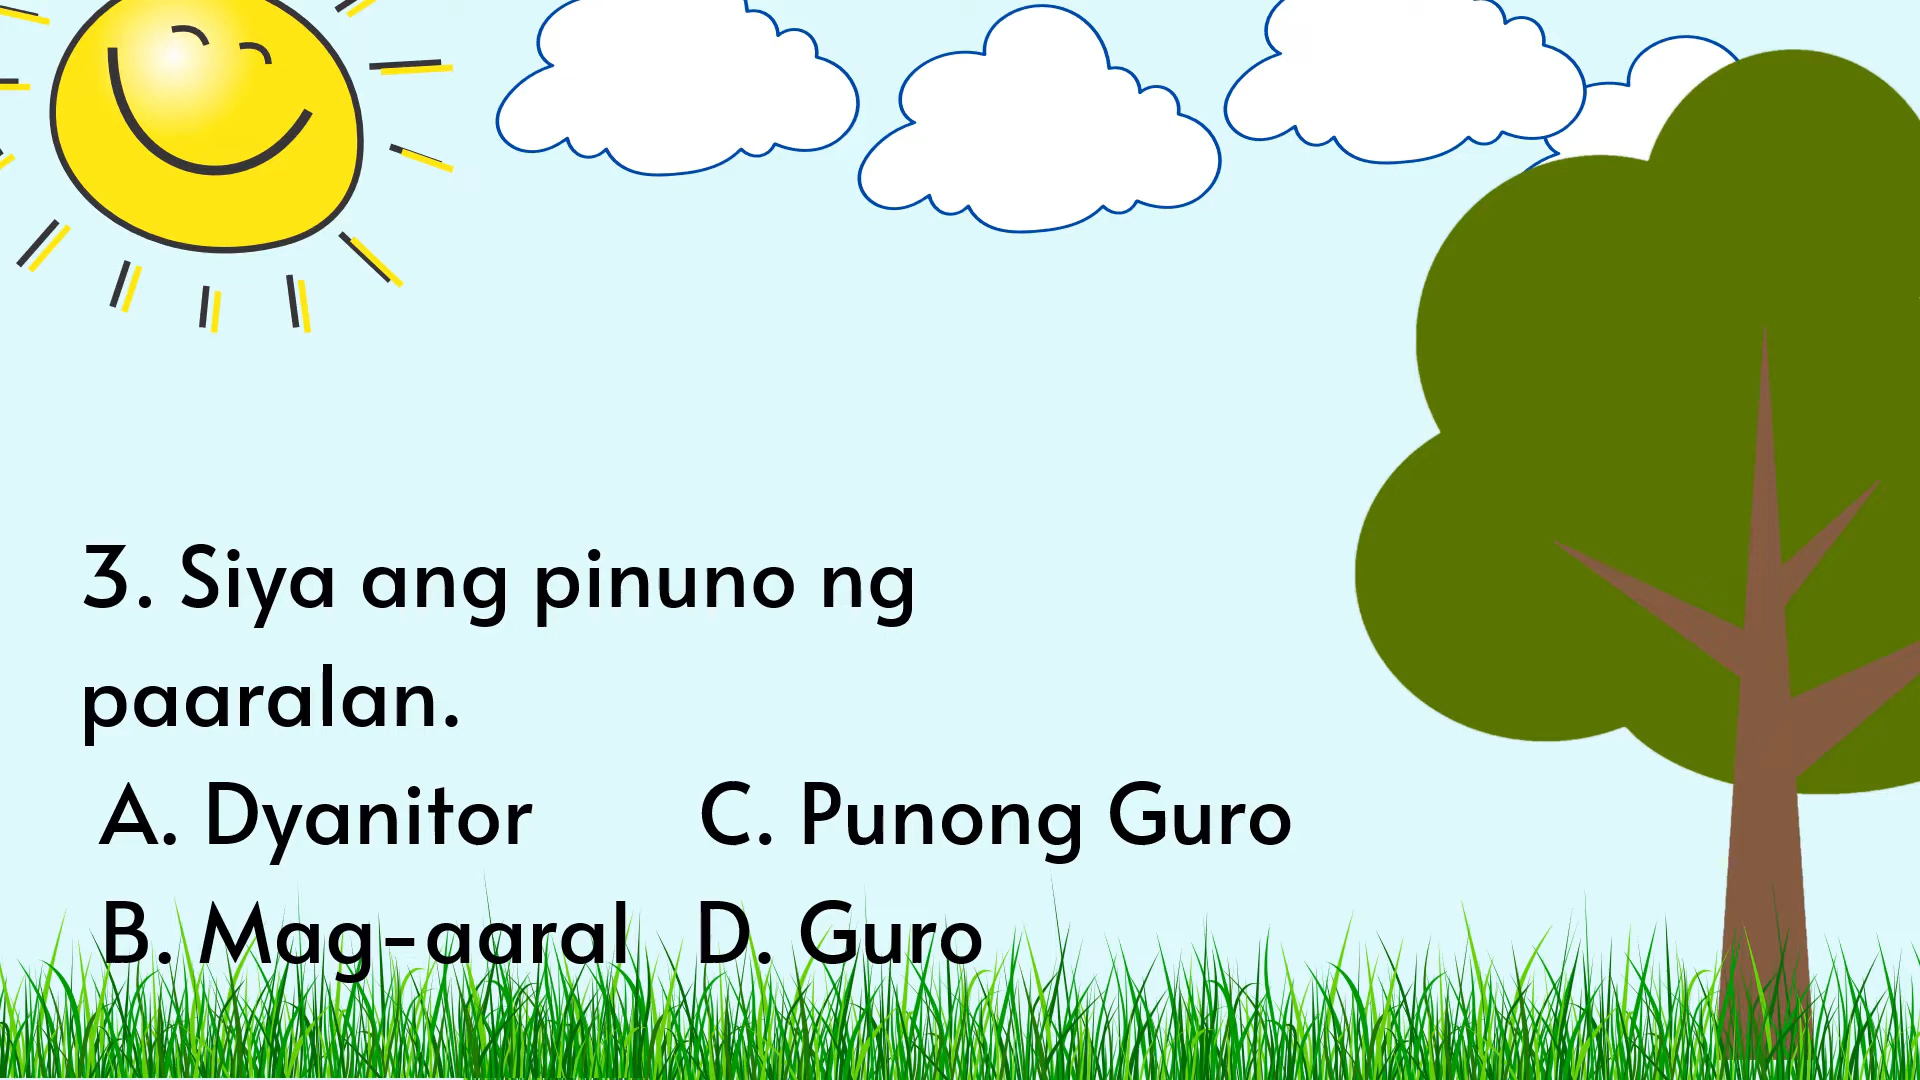 3. Siya ang pinuno ng
paaralan.
A. Dyanitor C. Punong Guro
B. Mag-aaral D. Guro